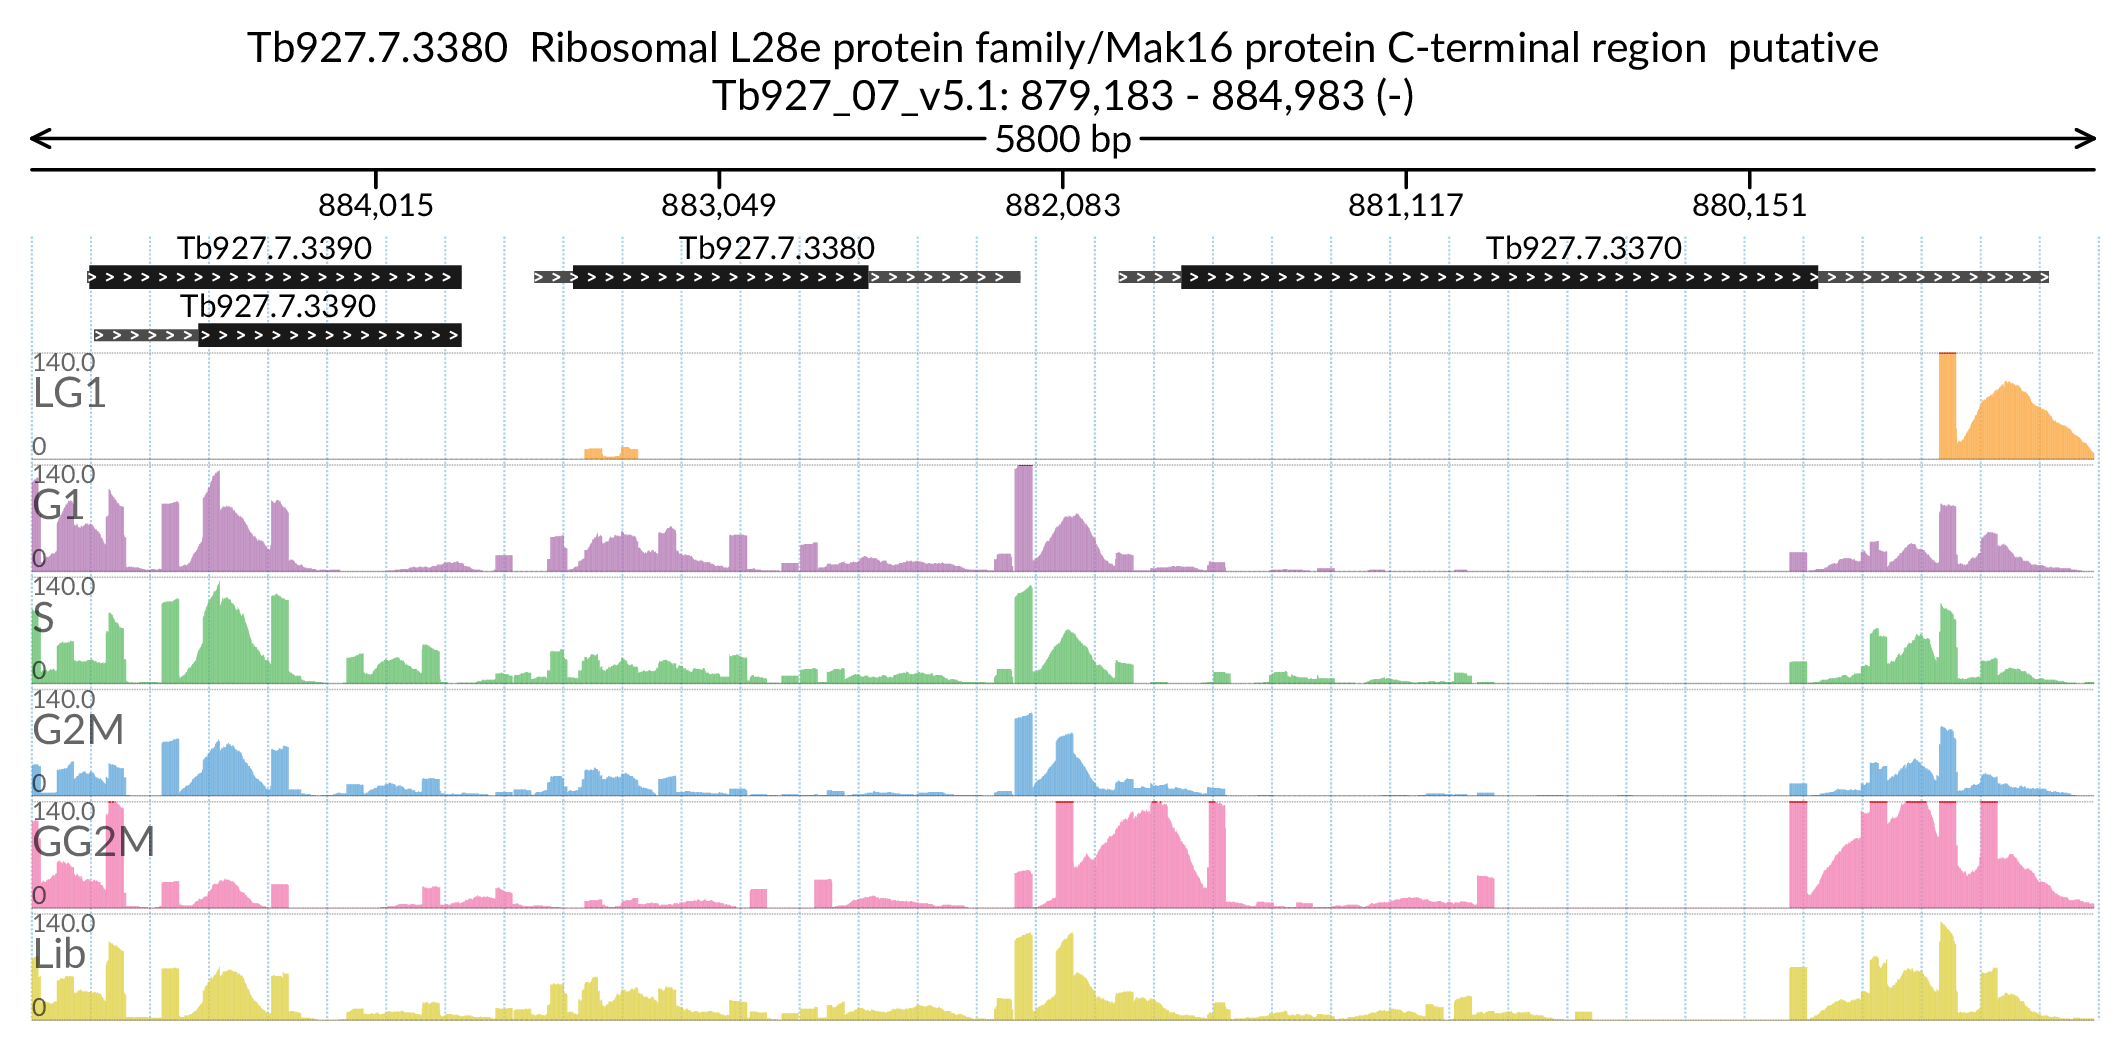 Tb927.7.3380  Ribosomal L28e protein family/Mak16 protein C-terminal region  putative
Tb927_07_v5.1: 879,183 - 884,983 (-)
5800 bp
884,015 883,049 882,083 881,117 880,151
Tb927.7.3390 Tb927.7.3380 Tb927.7.3370
Tb927.7.3390
140.0
LG1
0
140.0
G1
0
140.0
S
0
140.0
G2M
0
140.0
GG2M
0
140.0
Lib
0